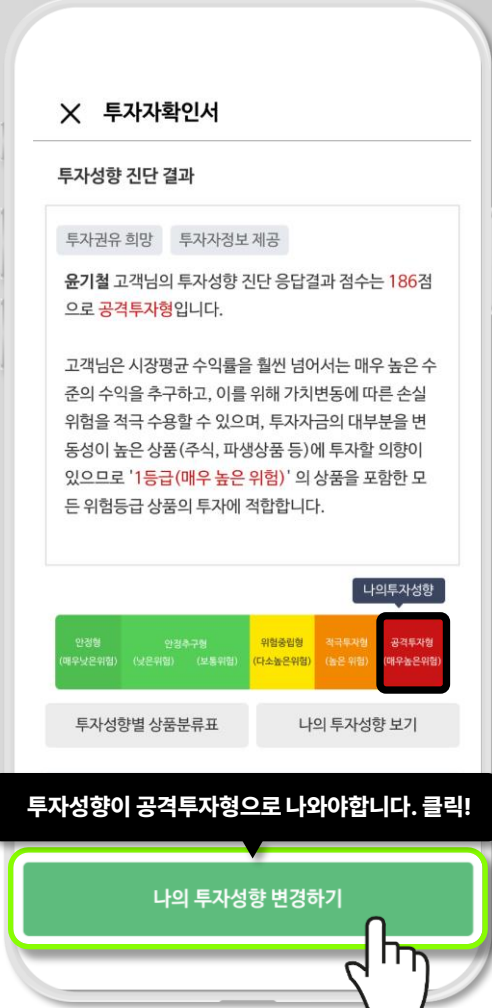 투자자확인서
투자성향 진단 결과
투자권유 희망 투자자정보 제공
윤기철 고객님의 투자성향 진단 응답결과 점수는 186점
으로 공격투자형입니다.
고객님은 시장평균 수익률을 훨씬 넘어서는 매우 높은 수
준의 수익을 추구하고, 이를 위해 가치변동에 따른 손실
위험을 적극 수용할 수 있으며, 투자자금의 대부분을 변
동성이 높은 상품(주식, 파생상품 등)에 투자할 의향이
있으므로 '1등급(매우 높은 위험)' 의 상품을 포함한 모
든 위험등급 상품의 투자에 적합합니다.
나의투자성향
안정형 안정추구형 위험중립형 적극투자형 공격투자형
(매우낮은위험) (낮은위험) (보통위험) (다소높은위험) (높은 위험) (매우높은위험)
투자성향별 상품분류표 나의 투자성향 보기
투자성향이 공격투자형으로 나와야합니다. 클릭!
나의 투자성향 변경하기